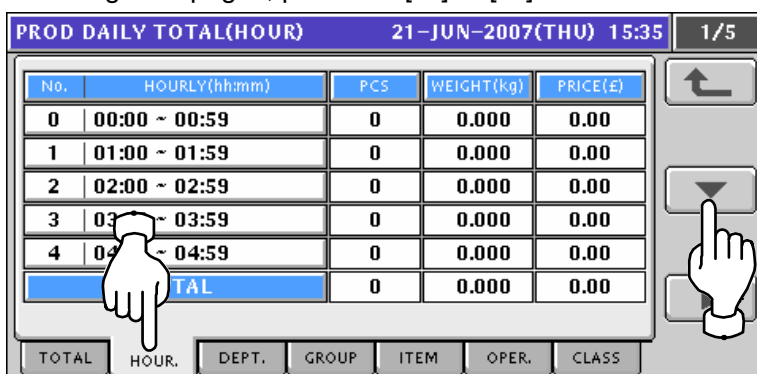 PROD DAILY TOTAL(HOUR) 21-JUN-2007(THU) 15:35 1/5
No. HOURLY(hh:mm) PCS WEIGHT(kg) PRICE(£)
0 00:00 ~ 00:59 0 0.000 0.00
1 01:00 ~ 01:59 0 0.000 0.00
2 02:00 ~ 02:59 0 0.000 0.00
3 ~ 03:59 0 0.000 0.00
4 ~ 04:59 0 0.000 0.00
0 0.000 0.00
TOTAL HOUR. DEPT. GROUP ITEM OPER. CLASS